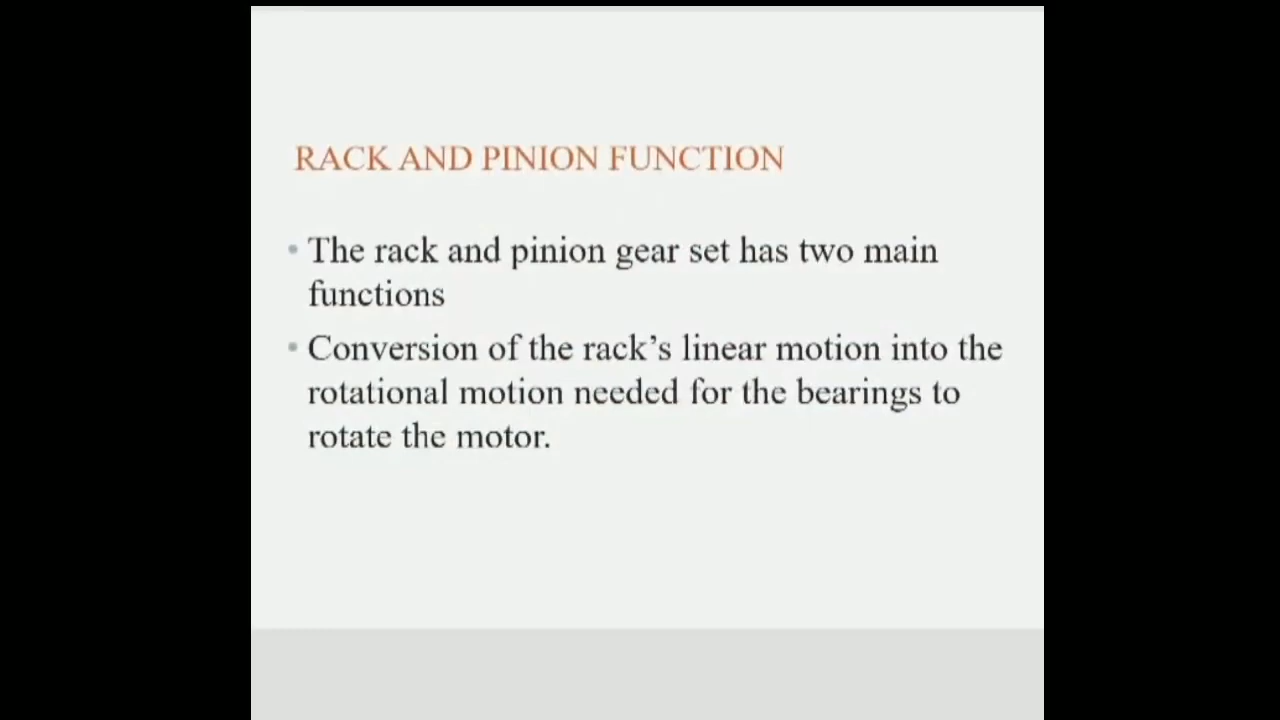 RACK AND PINION FUNCTION
• The rack and pinion gear set has two main
functions
• Conversion of the rack’s linear motion into the
rotational motion needed for the bearings to
rotate the motor.